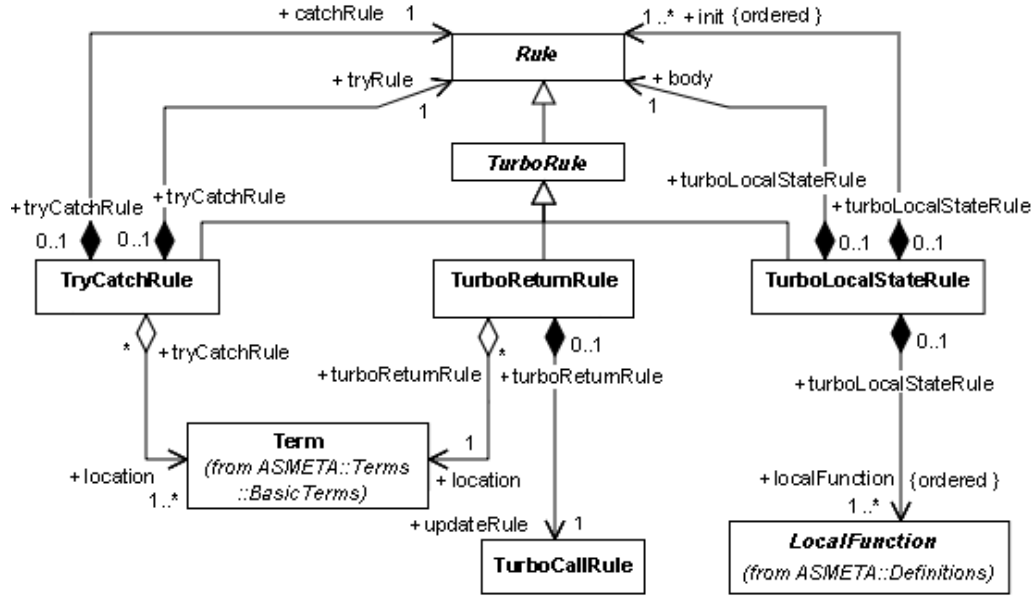 + catchRule 1
1..* +init {ordered }
Rule
+ tryRule
1
+ body
1
TurboRule
+turboLocalStateRule
+tryCatchRule
+tryCatchRule
+turboLocalStateRule
0..1
0..1
0..1
0..1
TryCatchRule
TurboReturnRule
TurboLocalStateRule
*
+tryCatchRule
*
0..1
0..1
+turboReturnRule
+turboReturnRule
+turboLocalStateRule
Term
(from ASMETA::Terms
::BasicTerms)
1
+location
1..*
+location
+localFunction {ordered }
1..*
+updateRule 1
TurboCallRule
LocalFunction
(from ASMETA::Definitions)